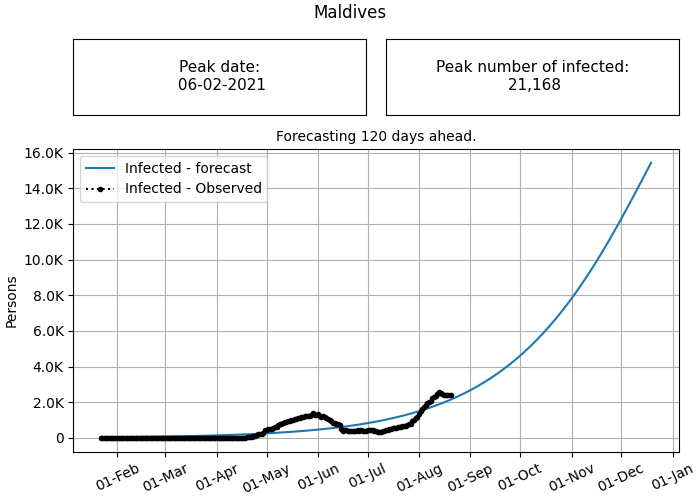 Maldives
Peak date:
06-02-2021
Peak number of infected:
21,168
Forecasting 120 days ahead.
Infected - forecast
Infected - Observed
16.0K
14.0K
12.0K
10.0K
8.0K
6.0K
4.0K
2.0K
0
Persons
01-Feb
01-Mar
01-Apr
01-May
01-Jun
01-Jul
01-Aug
01-Sep
01-Oct
01-Nov
01-Dec
01-Jan